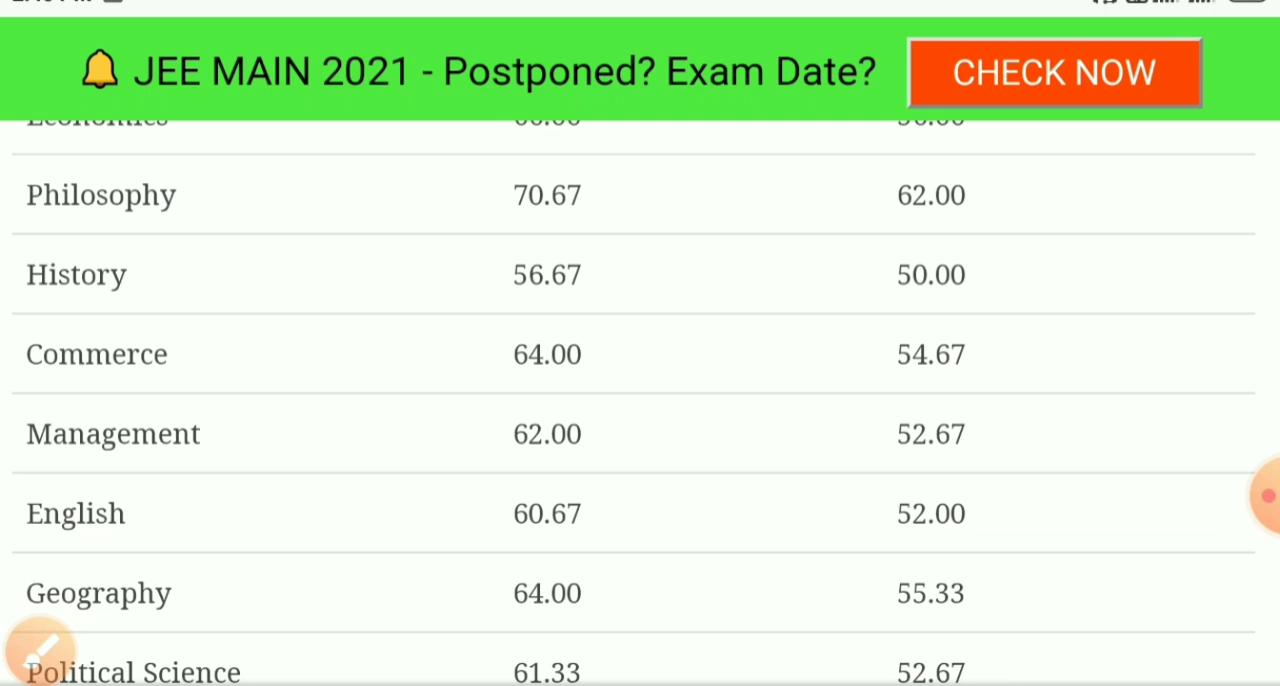 🔔 JEE MAIN 2021 - Postponed? Exam Date? CHECK NOW
Philosophy 70.67 62.00
History 56.67 50.00
Commerce 64.00 54.67
Management 62.00 52.67
English 60.67 52.00
Geography 64.00 55.33
Political Science 61.33 52.67